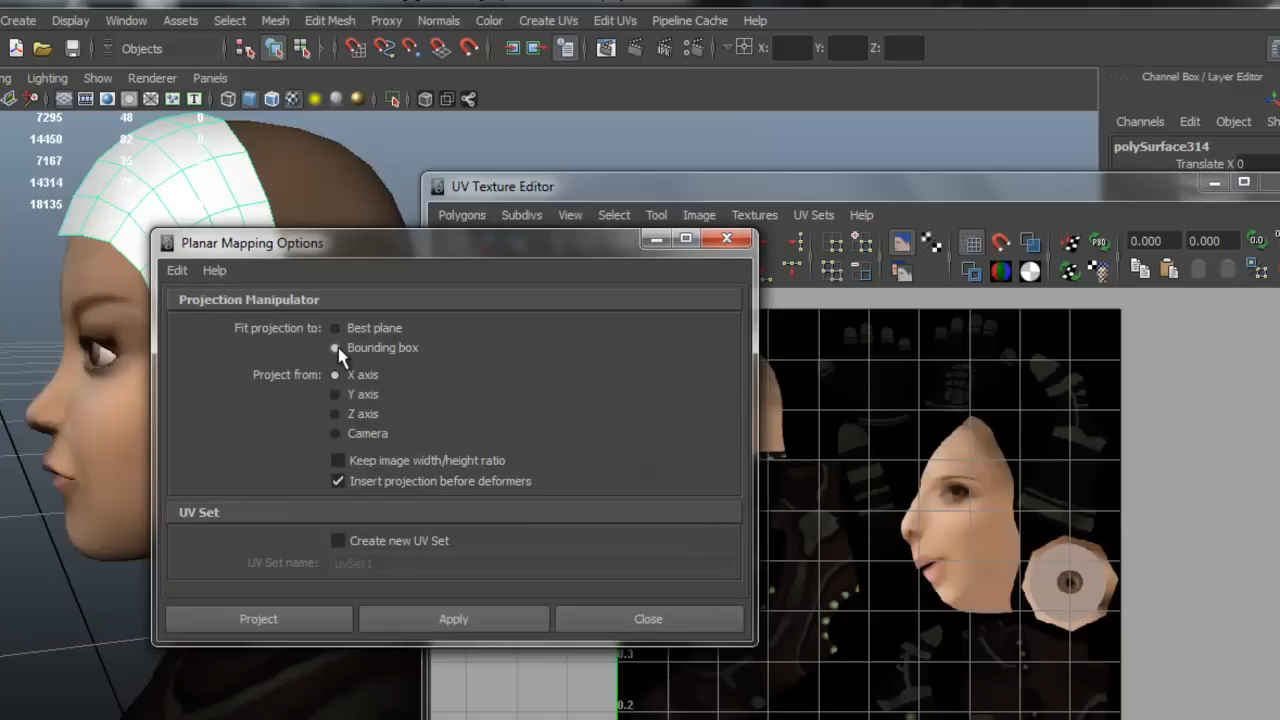 Create Display Window Assets Select Mesh Edit Mesh Proxy Normals Color Create UVs Edit UVs Pipeline Cache Help
Objects X: Y: Z:
ng Lighting Show Renderer Panels
Channel Box / Layer Editor
Channels Edit Object Sh
polySurface314
Translate X 0
7295 48 0
14450 82 0
7167 35
14314
18135
UV Texture Editor
Polygons Subdivs View Select Tool Image Textures UV Sets Help
0.000 0.000
Planar Mapping Options
Edit Help
Projection Manipulator
Fit projection to: Best plane
Bounding box
Project from: X axis
Y axis
Z axis
Camera
Keep image width/height ratio
Insert projection before deformers
UV Set
Create new UV Set
UV Set name: uvSet1
Project Apply Close
0.3
0.2